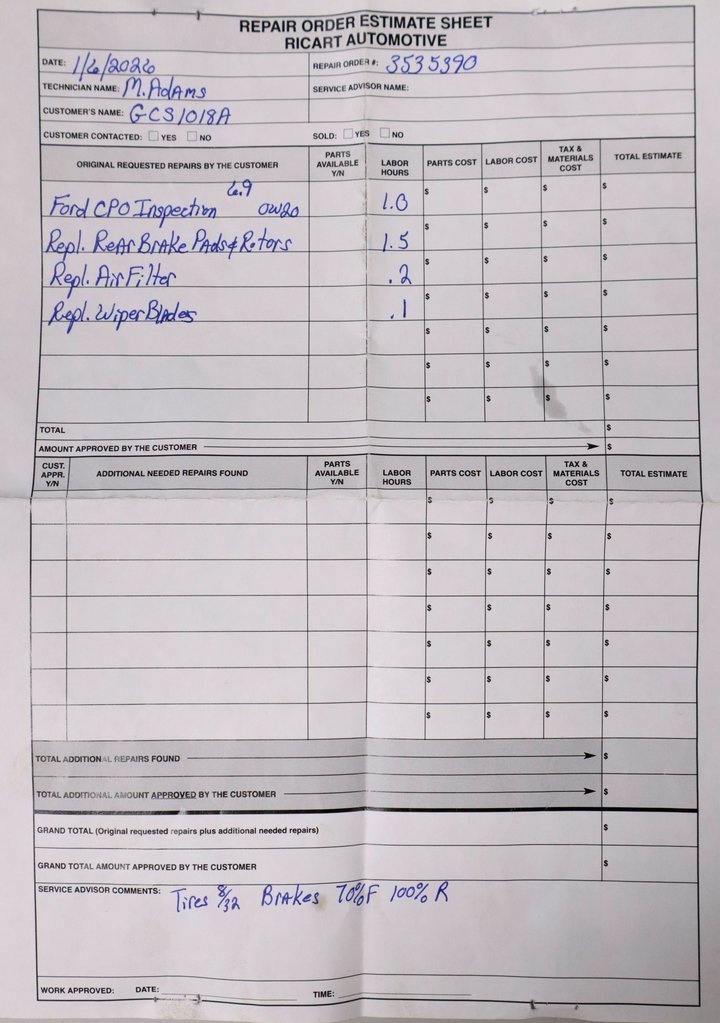 REPAIR ORDER ESTIMATE SHEET
RICART AUTOMOTIVE
DATE: 1/6/2026 REPAIR ORDER #: 3535390
TECHNICIAN NAME: M. Adams SERVICE ADVISOR NAME:
CUSTOMER'S NAME: GCS1018A
CUSTOMER CONTACTED: YES NO SOLD: YES NO
ORIGINAL REQUESTED REPAIRS BY THE CUSTOMER PARTS AVAILABLE Y/N LABOR HOURS PARTS COST LABOR COST TAX & MATERIALS COST TOTAL ESTIMATE
6.9
Ford CPO Inspection OW20 1.0 $ $ $ $
Repl. Rear Brake Pads & Rotors 1.5 $ $ $ $
Repl. Air Filter .2 $ $ $ $
Repl. Wiper Blades .1 $ $ $ $
$ $ $ $
$ $ $ $
$ $ $ $
TOTAL $
AMOUNT APPROVED BY THE CUSTOMER $
CUST. APPR. Y/N ADDITIONAL NEEDED REPAIRS FOUND PARTS AVAILABLE Y/N LABOR HOURS PARTS COST LABOR COST TAX & MATERIALS COST TOTAL ESTIMATE
$ $ $ $
$ $ $ $
$ $ $ $
$ $ $ $
$ $ $ $
$ $ $ $
$ $ $ $
TOTAL ADDITIONAL REPAIRS FOUND $
TOTAL ADDITIONAL AMOUNT APPROVED BY THE CUSTOMER $
GRAND TOTAL (Original requested repairs plus additional needed repairs) $
GRAND TOTAL AMOUNT APPROVED BY THE CUSTOMER $
SERVICE ADVISOR COMMENTS: Tires 8/32 Brakes 70%F 100% R
WORK APPROVED: DATE: TIME: